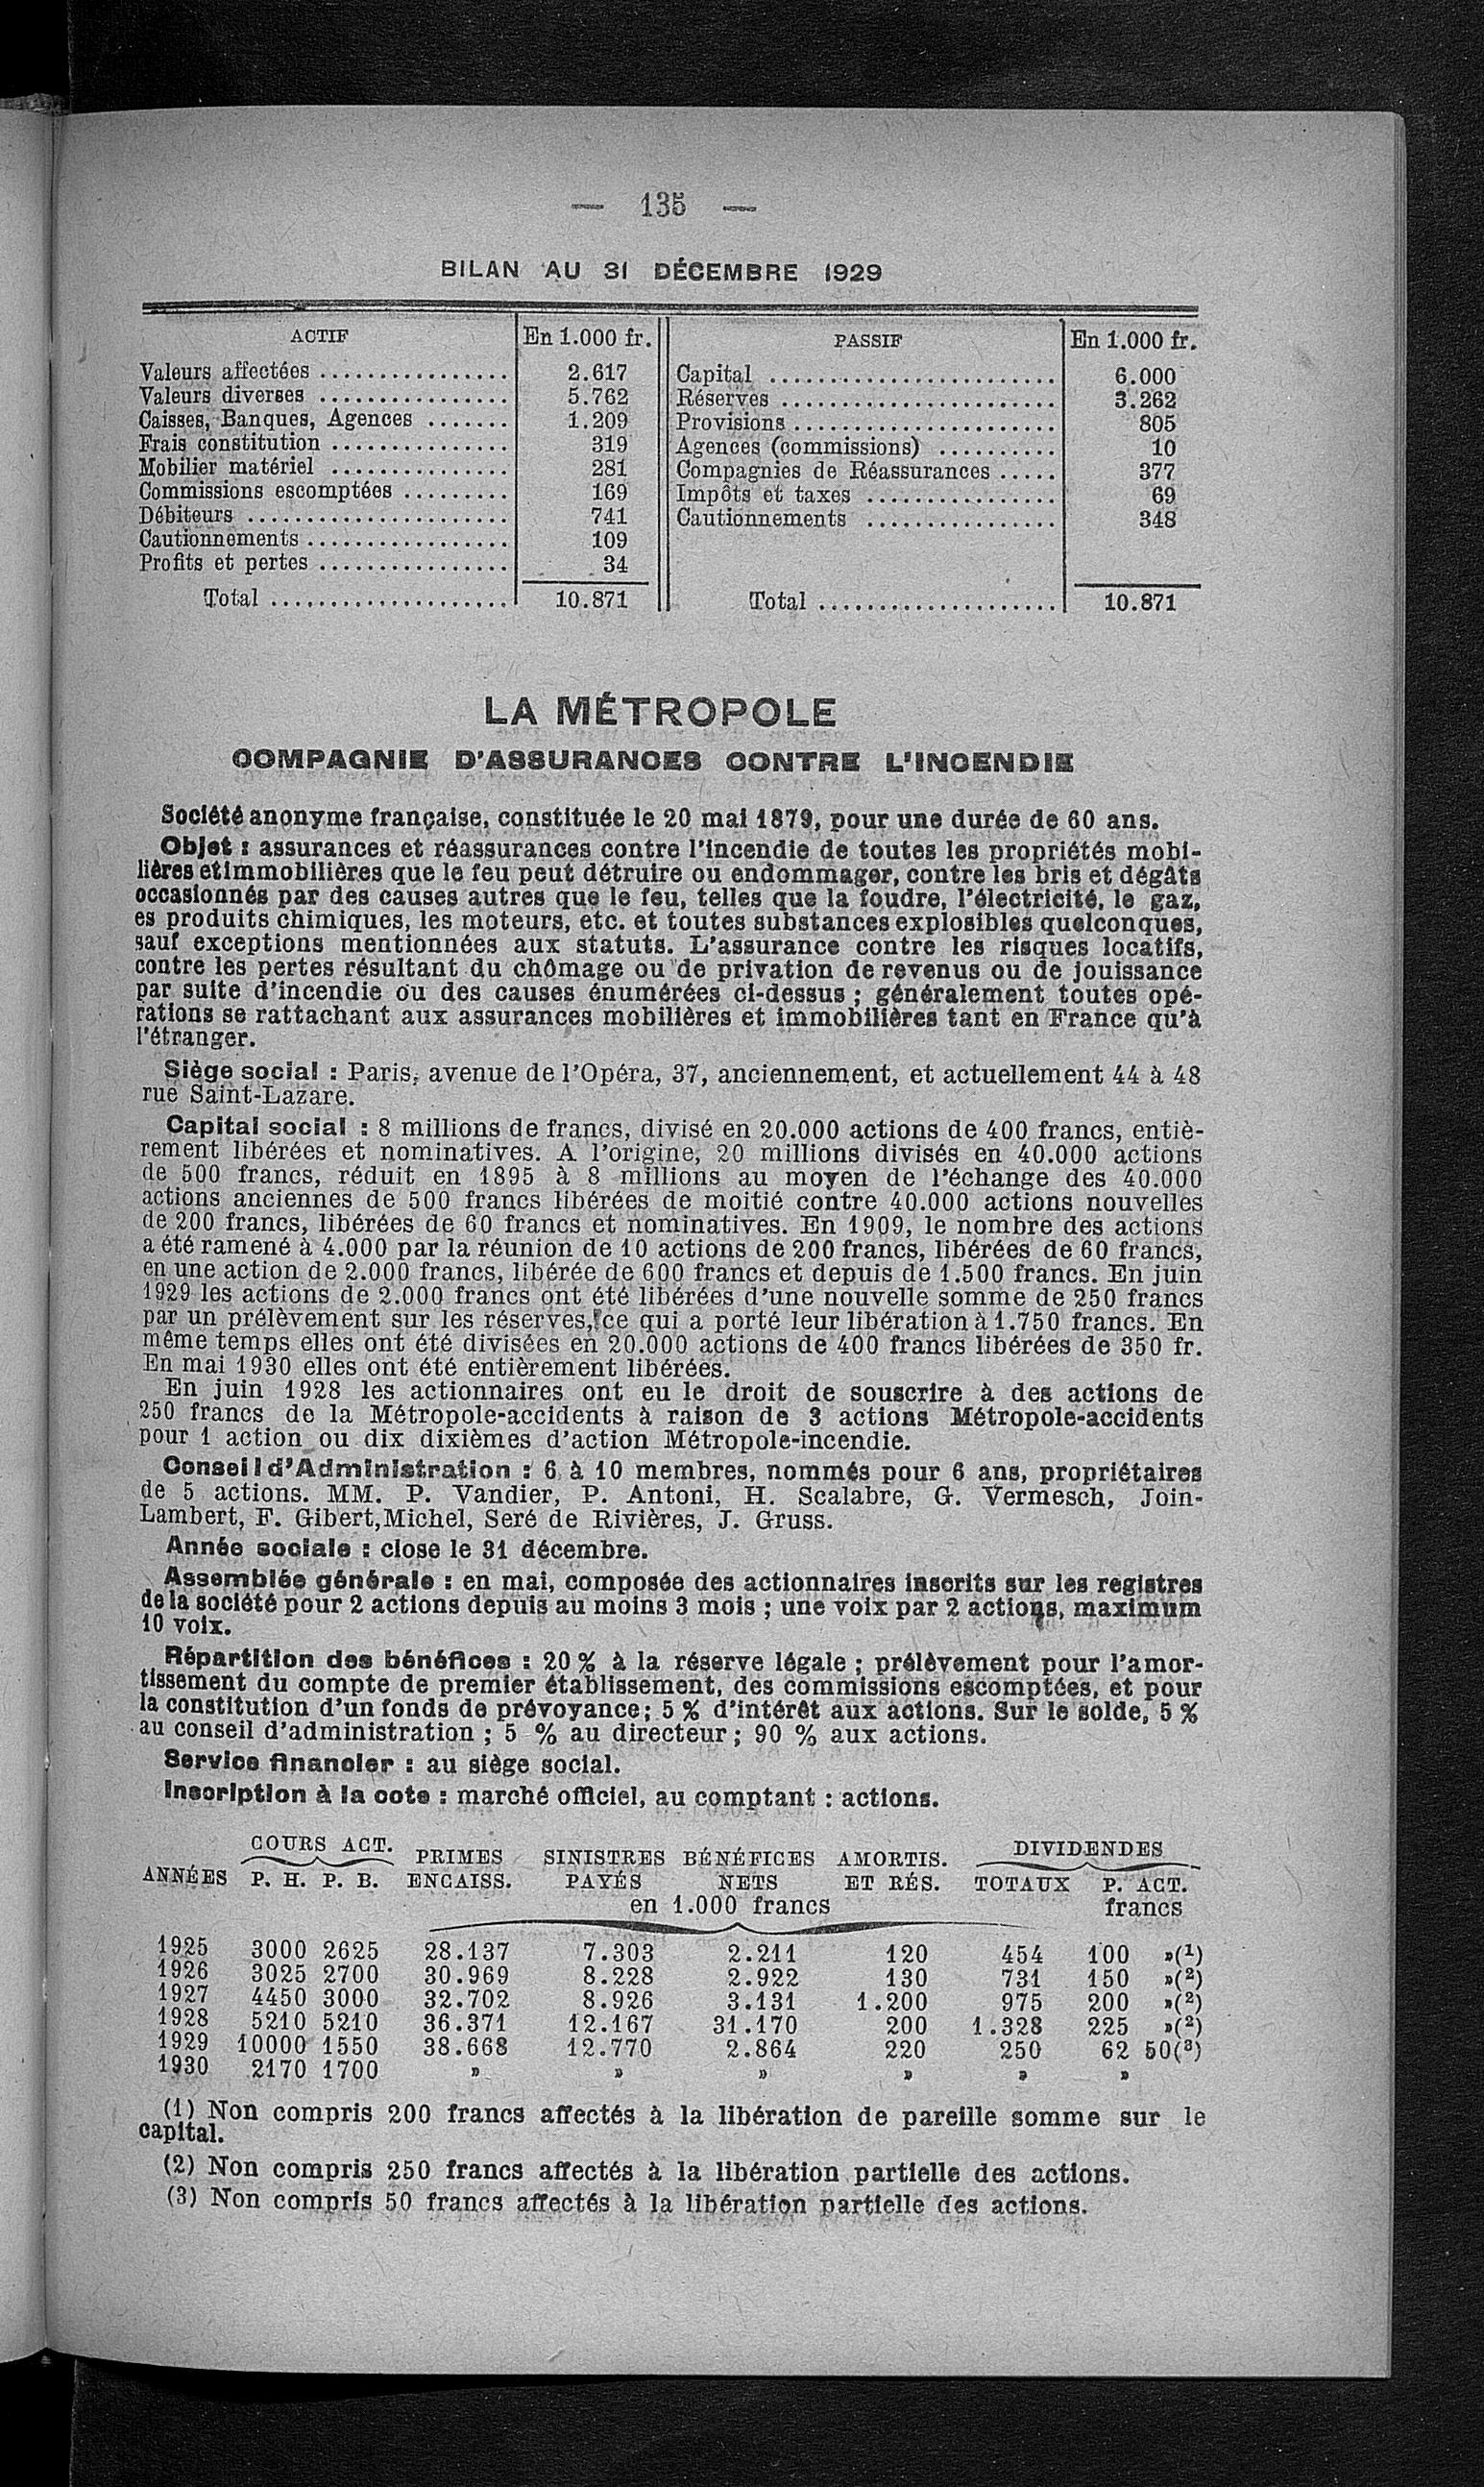 — 135 —
BILAN AU 31 DÉCEMBRE 1929
ACTIF En 1.000 fr. PASSIF En 1.000 fr.
Valeurs affectées ................ 2.617 Capital ........................ 6.000
Valeurs diverses ................ 5.762 Réserves ....................... 3.262
Caisses, Banques, Agences ....... 1.209 Provisions ...................... 805
Frais constitution ............... 319 Agences (commissions) .......... 10
Mobilier matériel ............... 281 Compagnies de Réassurances ..... 377
Commissions escomptées ......... 169 Impôts et taxes ................ 69
Débiteurs ...................... 741 Cautionnements ................ 348
Cautionnements ................. 109
Profits et pertes ................ 34
Total .................... 10.871 Total .................... 10.871
LA MÉTROPOLE
COMPAGNIE D'ASSURANCES CONTRE L'INCENDIE
Société anonyme française, constituée le 20 mai 1879, pour une durée de 60 ans.
Objet : assurances et réassurances contre l'incendie de toutes les propriétés mobi-
lières et immobilières que le feu peut détruire ou endommager, contre les bris et dégâts
occasionnés par des causes autres que le feu, telles que la foudre, l'électricité, le gaz,
es produits chimiques, les moteurs, etc. et toutes substances explosibles quelconques,
sauf exceptions mentionnées aux statuts. L'assurance contre les risques locatifs,
contre les pertes résultant du chômage ou de privation de revenus ou de jouissance
par suite d'incendie ou des causes énumérées ci-dessus ; généralement toutes opé-
rations se rattachant aux assurances mobilières et immobilières tant en France qu'à
l'étranger.
Siège social : Paris, avenue de l'Opéra, 37, anciennement, et actuellement 44 à 48
rue Saint-Lazare.
Capital social : 8 millions de francs, divisé en 20.000 actions de 400 francs, entiè-
rement libérées et nominatives. A l'origine, 20 millions divisés en 40.000 actions
de 500 francs, réduit en 1895 à 8 millions au moyen de l'échange des 40.000
actions anciennes de 500 francs libérées de moitié contre 40.000 actions nouvelles
de 200 francs, libérées de 60 francs et nominatives. En 1909, le nombre des actions
a été ramené à 4.000 par la réunion de 10 actions de 200 francs, libérées de 60 francs,
en une action de 2.000 francs, libérée de 600 francs et depuis de 1.500 francs. En juin
1929 les actions de 2.000 francs ont été libérées d'une nouvelle somme de 250 francs
par un prélèvement sur les réserves, ce qui a porté leur libération à 1.750 francs. En
même temps elles ont été divisées en 20.000 actions de 400 francs libérées de 350 fr.
En mai 1930 elles ont été entièrement libérées.
En juin 1928 les actionnaires ont eu le droit de souscrire à des actions de
250 francs de la Métropole-accidents à raison de 3 actions Métropole-accidents
pour 1 action ou dix dixièmes d'action Métropole-incendie.
Conseil d'Administration : 6 à 10 membres, nommés pour 6 ans, propriétaires
de 5 actions. MM. P. Vandier, P. Antoni, H. Scalabre, G. Vermesch, Join-
Lambert, F. Gibert, Michel, Seré de Rivières, J. Gruss.
Année sociale : close le 31 décembre.
Assemblée générale : en mai, composée des actionnaires inscrits sur les registres
de la société pour 2 actions depuis au moins 3 mois ; une voix par 2 actions, maximum
10 voix.
Répartition des bénéfices : 20 % à la réserve légale ; prélèvement pour l'amor-
tissement du compte de premier établissement, des commissions escomptées, et pour
la constitution d'un fonds de prévoyance ; 5 % d'intérêt aux actions. Sur le solde, 5 %
au conseil d'administration ; 5 % au directeur ; 90 % aux actions.
Service financier : au siège social.
Inscription à la cote : marché officiel, au comptant : actions.
COURS ACT. PRIMES SINISTRES BÉNÉFICES AMORTIS. DIVIDENDES
ANNÉES P. H. P. B. ENCAISS. PAYÉS NETS ET RÉS. TOTAUX P. ACT.
en 1.000 francs francs
1925 3000 2625 28.137 7.303 2.211 120 454 100 »(1)
1926 3025 2700 30.969 8.228 2.922 130 731 150 »(2)
1927 4450 3000 32.702 8.926 3.131 1.200 975 200 »(2)
1928 5210 5210 36.371 12.167 31.170 200 1.328 225 »(2)
1929 10000 1550 38.668 12.770 2.864 220 250 62 50(3)
1930 2170 1700 » » » » » »
(1) Non compris 200 francs affectés à la libération de pareille somme sur le
capital.
(2) Non compris 250 francs affectés à la libération partielle des actions.
(3) Non compris 50 francs affectés à la libération partielle des actions.